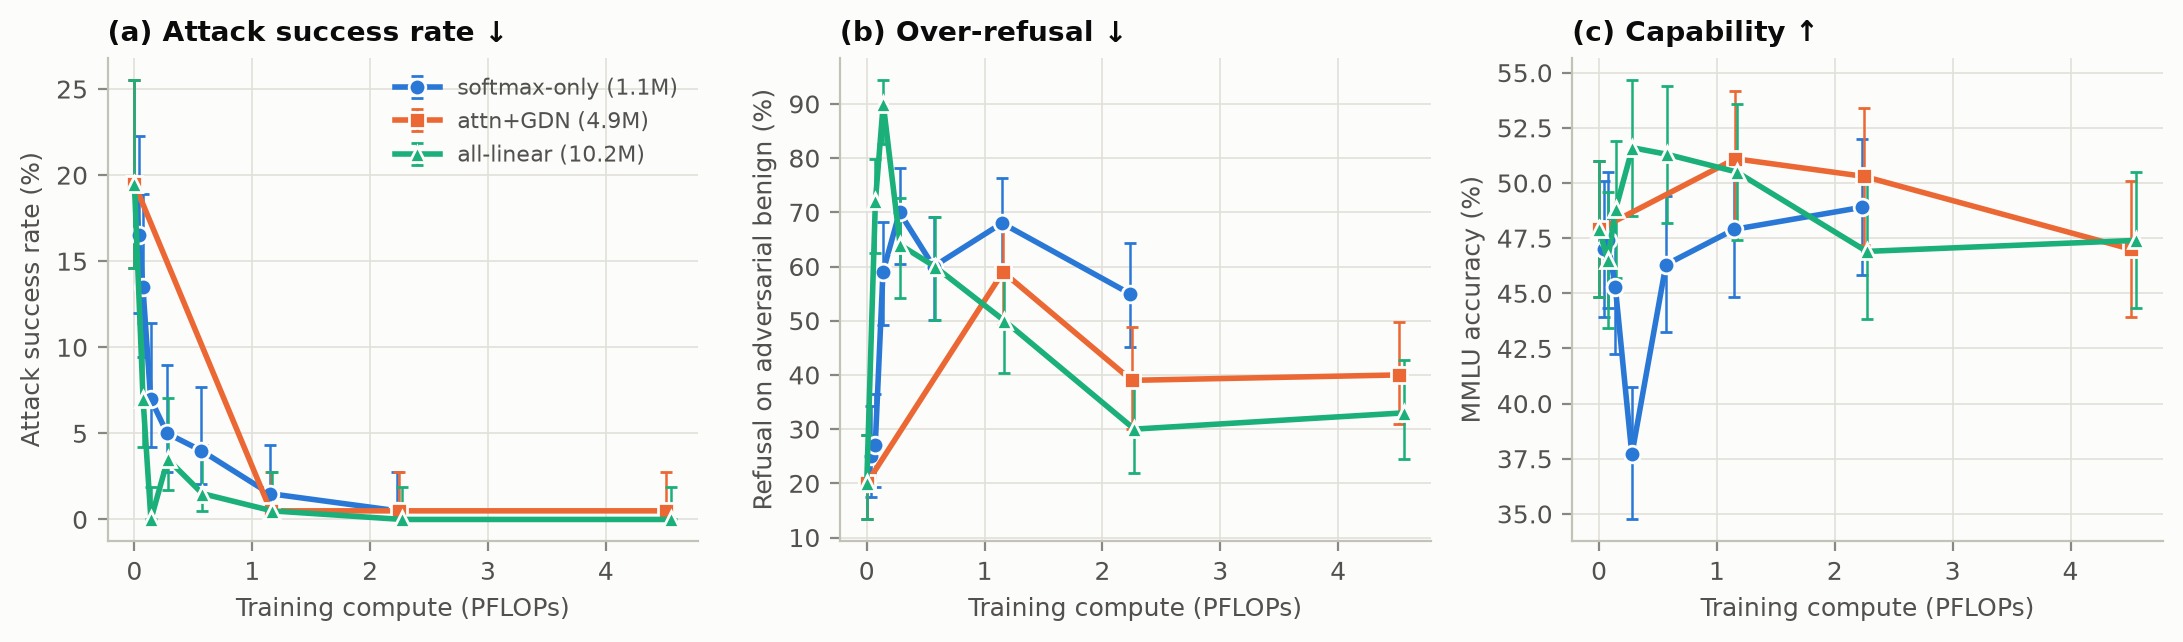 (a) Attack success rate ↓
Attack success rate (%)
25
20
15
10
5
0
0 1 2 3 4
Training compute (PFLOPs)
softmax-only (1.1M)
attn+GDN (4.9M)
all-linear (10.2M)
(b) Over-refusal ↓
Refusal on adversarial benign (%)
90
80
70
60
50
40
30
20
10
0 1 2 3 4
Training compute (PFLOPs)
(c) Capability ↑
MMLU accuracy (%)
55.0
52.5
50.0
47.5
45.0
42.5
40.0
37.5
35.0
0 1 2 3 4
Training compute (PFLOPs)